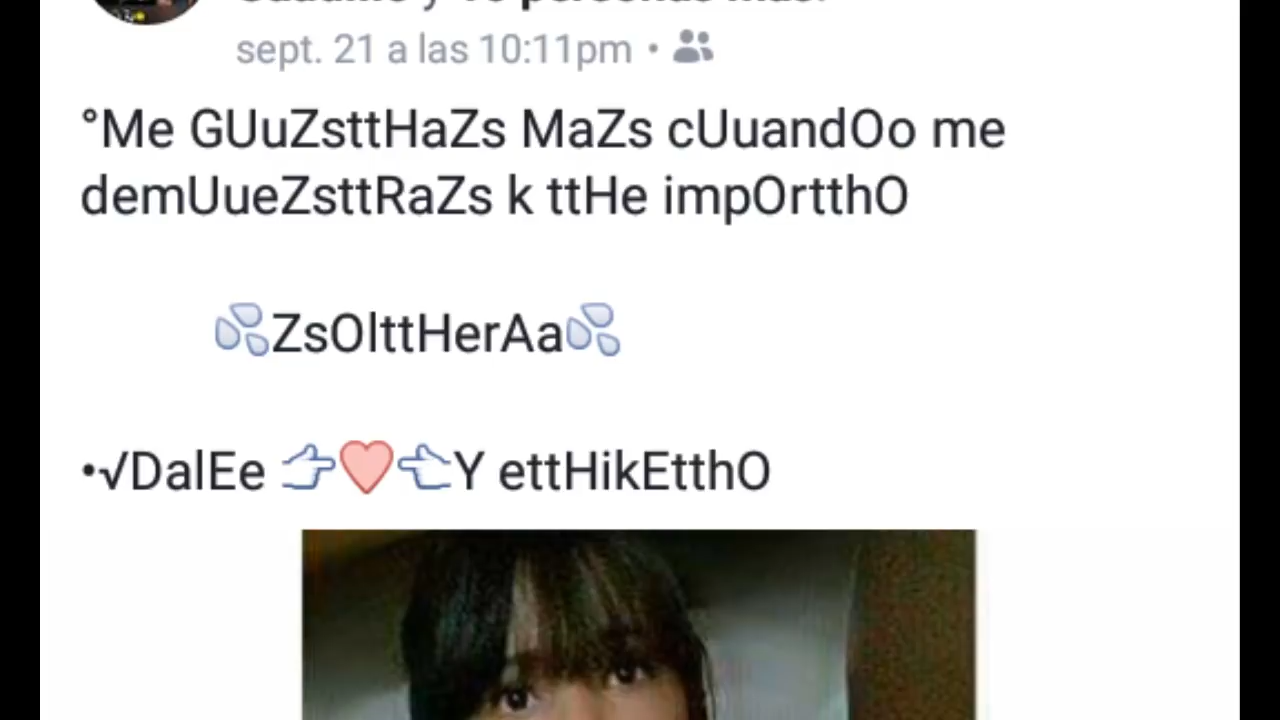 sept. 21 a las 10:11pm •
°Me GUuZsttHaZs MaZs cUuandOo me
demUueZsttRaZs k ttHe impOrtthO
💦ZsOlttHerAa💦
•√DalEe 👉❤👈Y ettHikEtthO